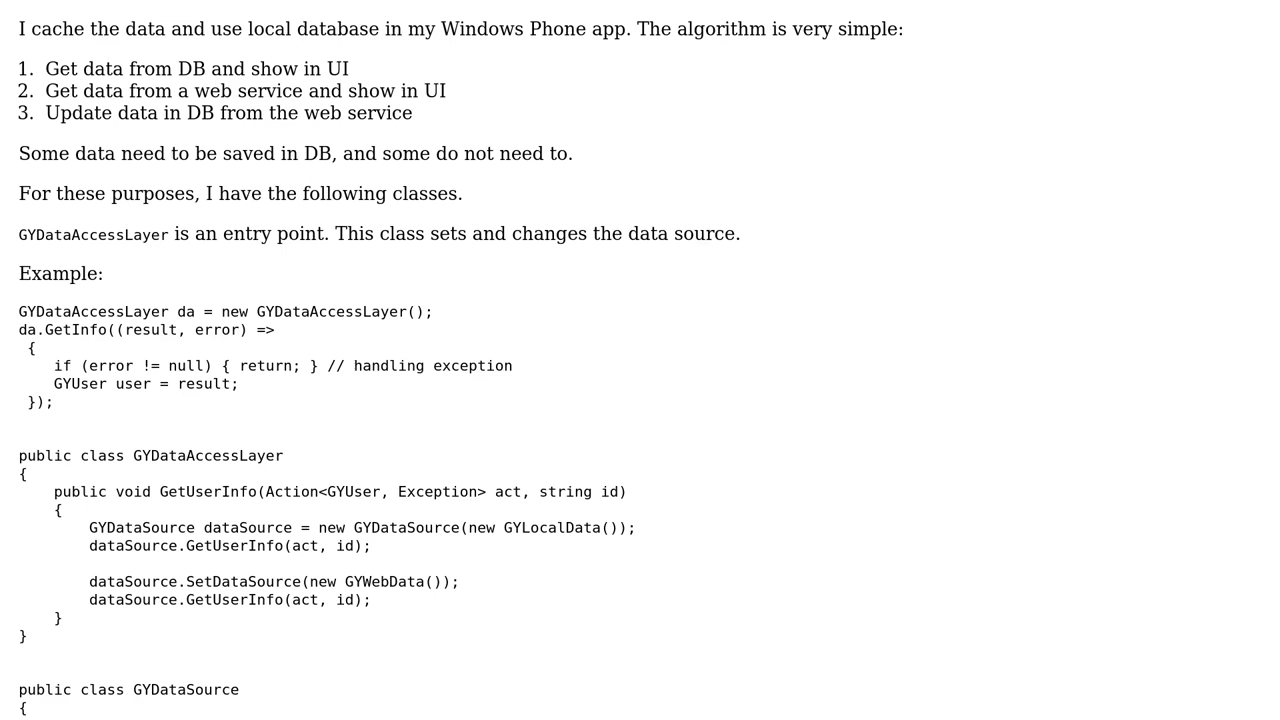 I cache the data and use local database in my Windows Phone app. The algorithm is very simple:
1. Get data from DB and show in UI
2. Get data from a web service and show in UI
3. Update data in DB from the web service
Some data need to be saved in DB, and some do not need to.
For these purposes, I have the following classes.
GYDataAccessLayer is an entry point. This class sets and changes the data source.
Example:
GYDataAccessLayer da = new GYDataAccessLayer();
da.GetInfo((result, error) =>
 {
    if (error != null) { return; } // handling exception
    GYUser user = result;
 });
public class GYDataAccessLayer
{
    public void GetUserInfo(Action<GYUser, Exception> act, string id)
    {
        GYDataSource dataSource = new GYDataSource(new GYLocalData());
        dataSource.GetUserInfo(act, id);
        dataSource.SetDataSource(new GYWebData());
        dataSource.GetUserInfo(act, id);
    }
}
public class GYDataSource
{